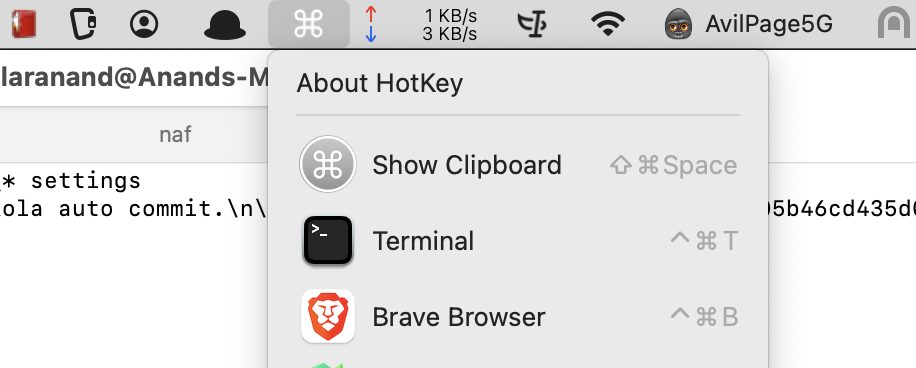 1 KB/s
3 KB/s
AvilPage5G
laranand@Anands-M
About HotKey
naf
Show Clipboard ⇧⌘Space
* settings
ola auto commit.\n\
5b46cd435d
Terminal ^⌘T
Brave Browser ^⌘B